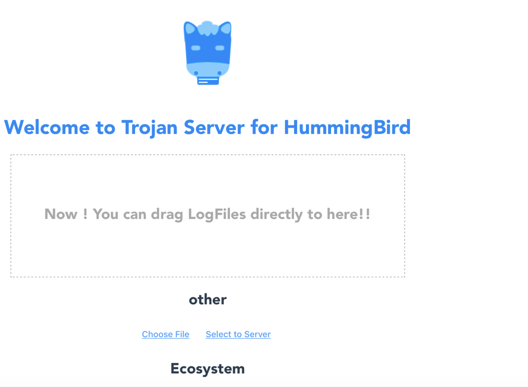 Welcome to Trojan Server for HummingBird
Now ! You can drag LogFiles directly to here!!
other
Choose File Select to Server
Ecosystem